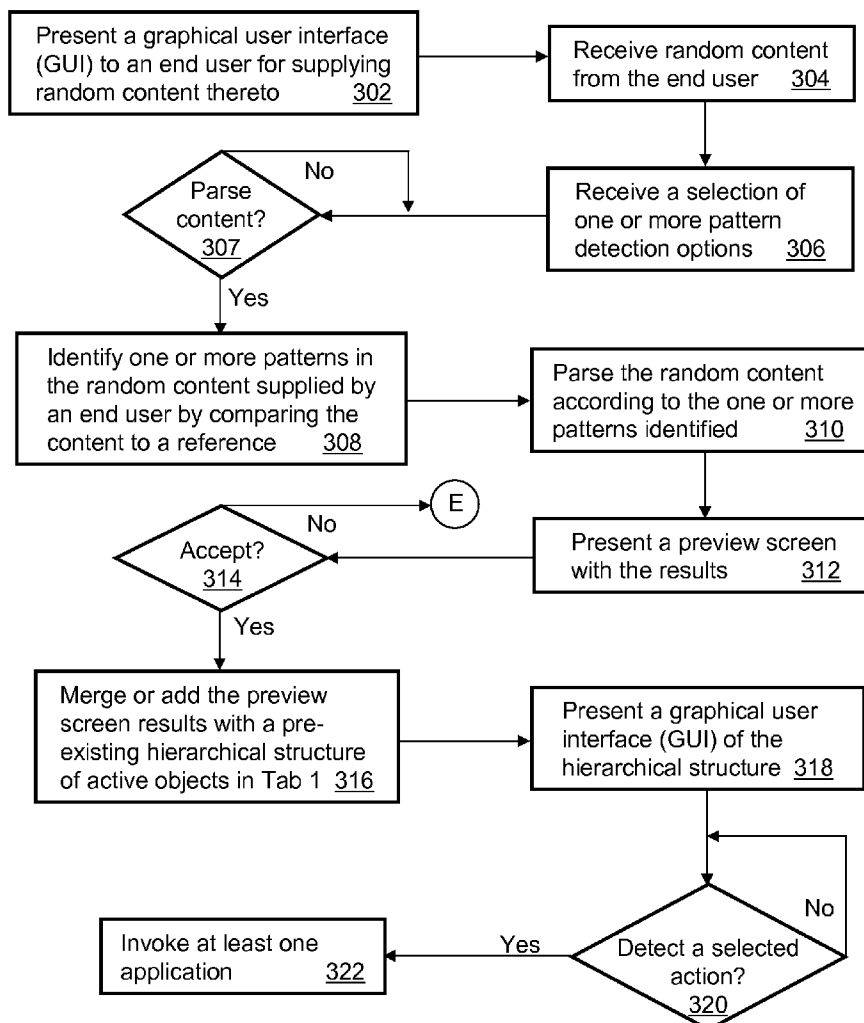 Present a graphical user interface
(GUI) to an end user for supplying
random content thereto 302
Receive random content
from the end user 304
No
Parse
content?
307
Receive a selection of
one or more pattern
detection options 306
Yes
Identify one or more patterns in
the random content supplied by
an end user by comparing the
content to a reference 308
Parse the random content
according to the one or more
patterns identified 310
E
No
Accept?
314
Present a preview screen
with the results 312
Yes
Merge or add the preview
screen results with a pre-
existing hierarchical structure
of active objects in Tab 1 316
Present a graphical user
interface (GUI) of the
hierarchical structure 318
No
Detect a selected
action?
320
Yes
Invoke at least one
application 322